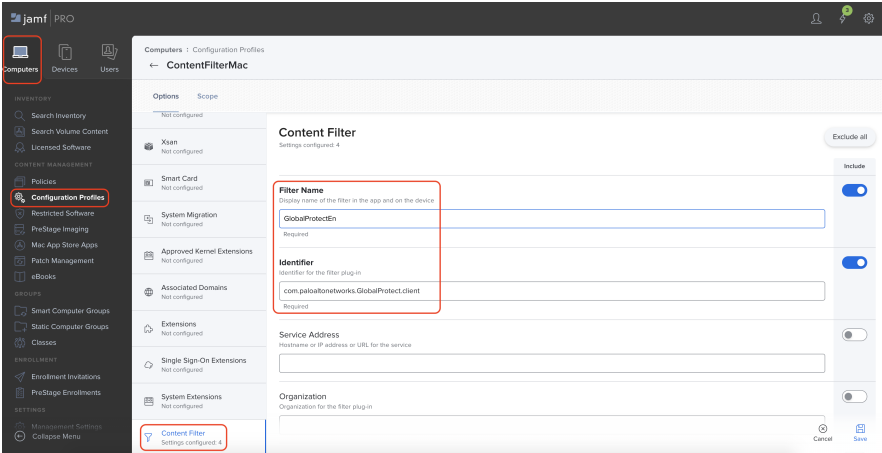 jamf PRO
3
Computers
Devices
Users
INVENTORY
Search Inventory
Search Volume Content
Licensed Software
CONTENT MANAGEMENT
Policies
Configuration Profiles
Restricted Software
PreStage Imaging
Mac App Store Apps
Patch Management
eBooks
GROUPS
Smart Computer Groups
Static Computer Groups
Classes
ENROLLMENT
Enrollment Invitations
PreStage Enrollments
SETTINGS
Management Settings
Collapse Menu
Computers : Configuration Profiles
← ContentFilterMac
Options
Scope
Not configured
Xsan
Not configured
Smart Card
Not configured
System Migration
Not configured
Approved Kernel Extensions
Not configured
Associated Domains
Not configured
Extensions
Not configured
Single Sign-On Extensions
Not configured
System Extensions
Not configured
Content Filter
Settings configured: 4
Content Filter
Settings configured: 4
Exclude all
Include
Filter Name
Display name of the filter in the app and on the device
GlobalProtectEn
Required
Identifier
Identifier for the filter plug-in
com.paloaltonetworks.GlobalProtect.client
Required
Service Address
Hostname or IP address or URL for the service
Organization
Organization for the filter plug-in
Cancel
Save